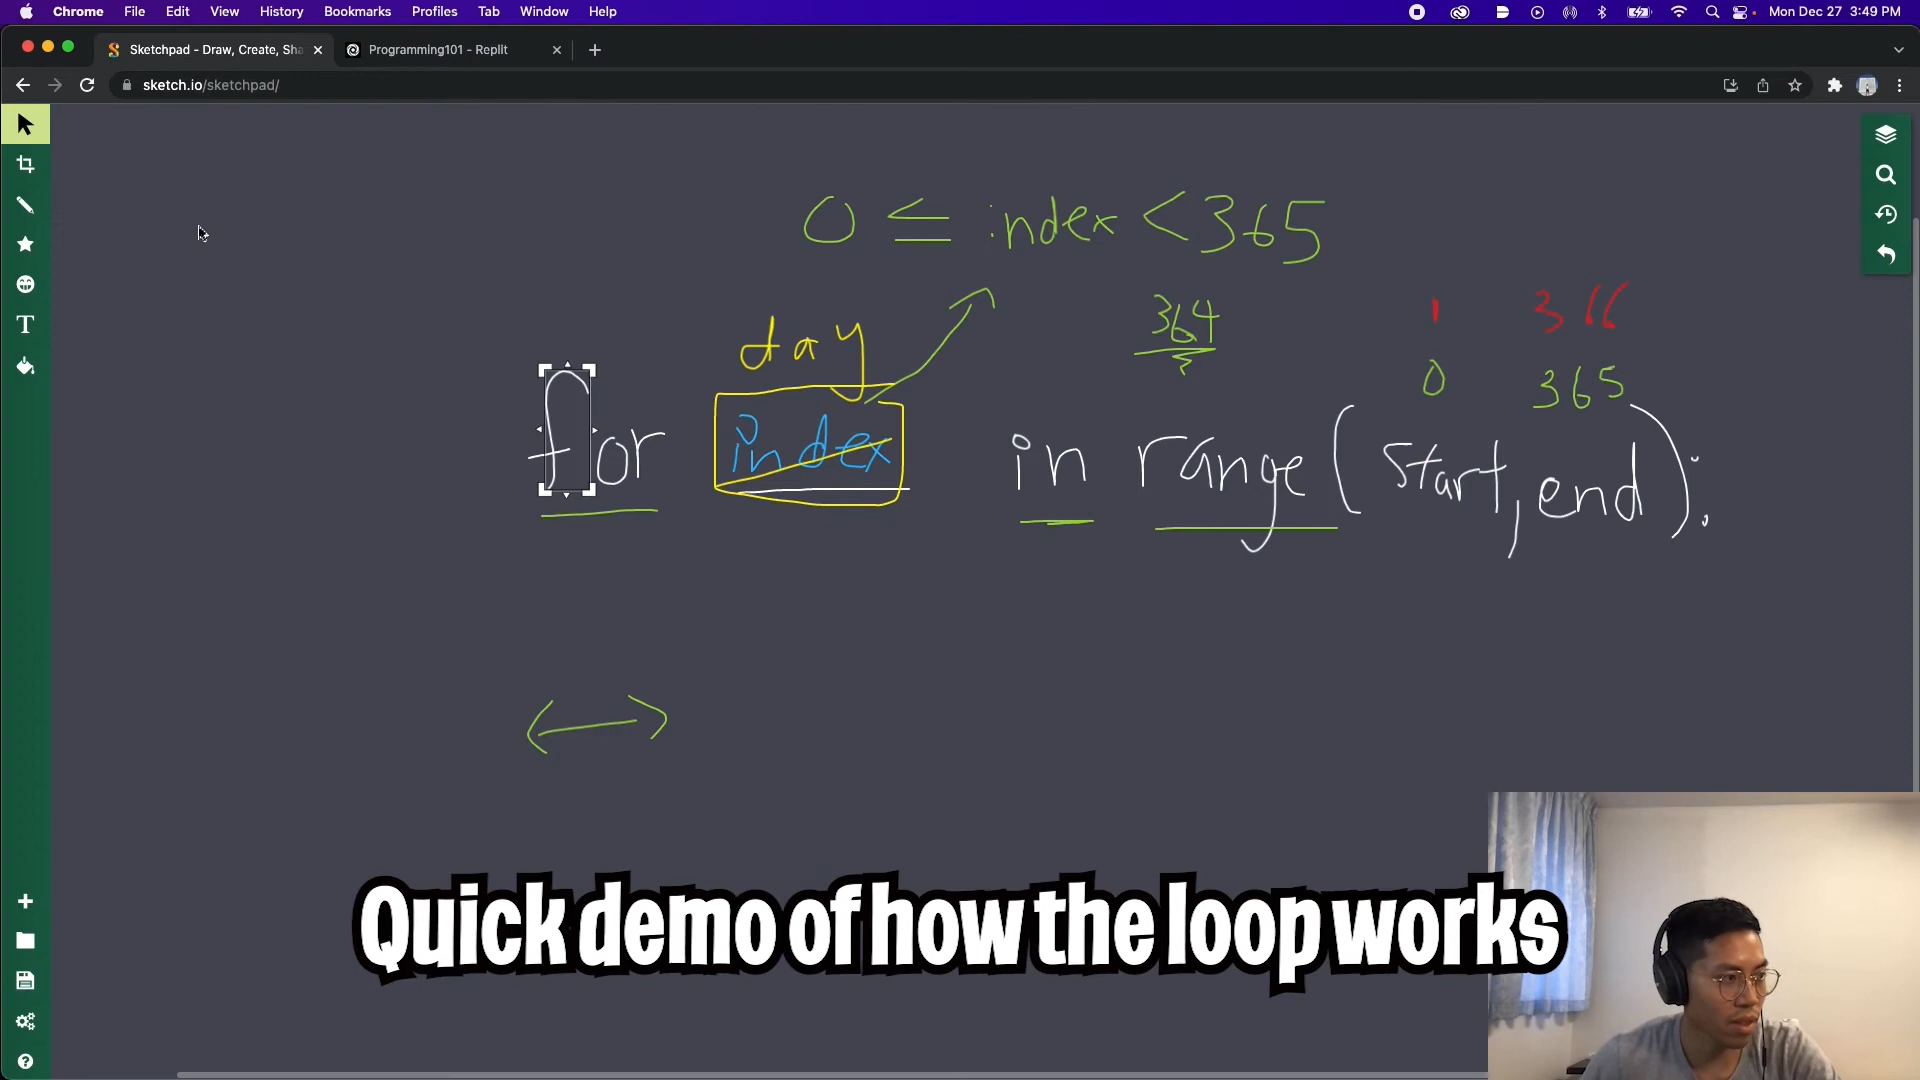 Chrome File Edit View History Bookmarks Profiles Tab Window Help Mon Dec 27 3:49 PM
Sketchpad - Draw, Create, Sha Programming101 - Replit
sketch.io/sketchpad/
0 ≤ index < 365
364 1 366
day 0 365
for index in range(start, end):
T
Quick demo of how the loop works